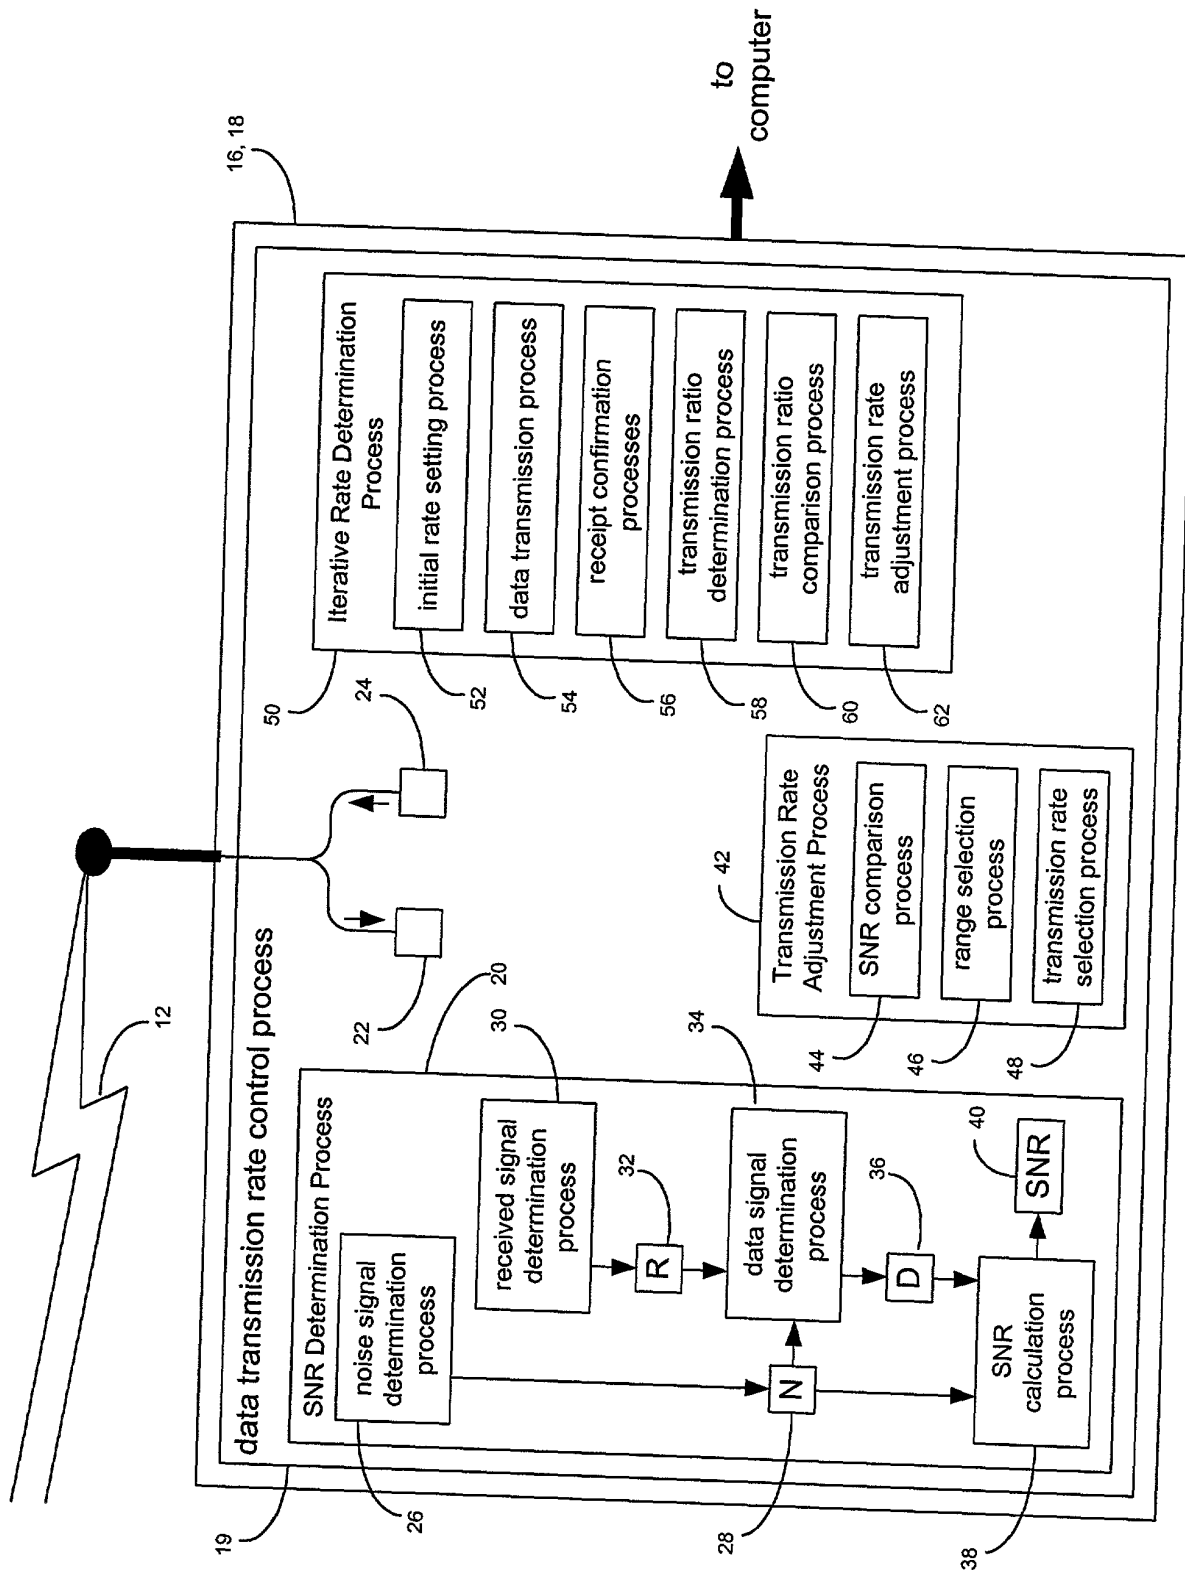 12
16, 18
to
computer
19
data transmission rate control process
22
24
20
SNR Determination Process
26
noise signal
determination
process
30
received signal
determination
process
32
R
34
data signal
determination
process
28
N
36
D
38
SNR
calculation
process
40
SNR
42
Transmission Rate
Adjustment Process
44
SNR comparison
process
46
range selection
process
48
transmission rate
selection process
50
Iterative Rate Determination
Process
52
initial rate setting process
54
data transmission process
56
receipt confirmation
processes
58
transmission ratio
determination process
60
transmission ratio
comparison process
62
transmission rate
adjustment process